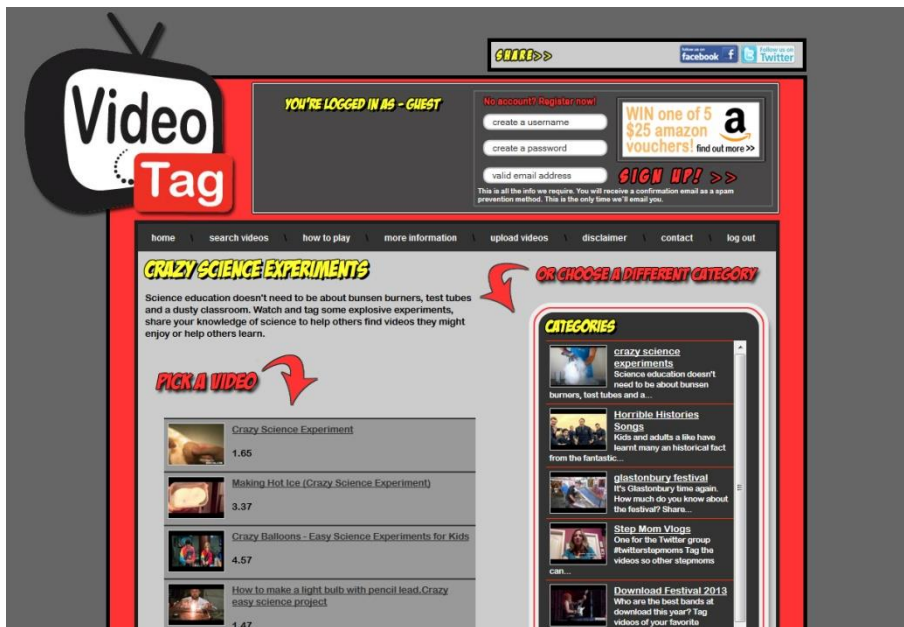 SHARE>>
Follow us on
facebook f
Follow us on
Twitter
Video
Tag
YOU'RE LOGGED IN AS - GUEST
No account? Register now!
create a username
create a password
valid email address
WIN one of 5
$25 amazon
vouchers! find out more >>
a
SIGN UP! >>
This is all the info we require. You will receive a confirmation email as a spam
prevention method. This is the only time we'll email you.
home \ search videos \ how to play \ more information \ upload videos \ disclaimer \ contact \ log out
CRAZY SCIENCE EXPERIMENTS
Science education doesn't need to be about bunsen burners, test tubes
and a dusty classroom. Watch and tag some explosive experiments,
share your knowledge of science to help others find videos they might
enjoy or help others learn.
PICK A VIDEO
Crazy Science Experiment
1.65
Making Hot Ice (Crazy Science Experiment)
3.37
Crazy Balloons - Easy Science Experiments for Kids
4.57
How to make a light bulb with pencil lead.Crazy
easy science project
1.47
OR CHOOSE A DIFFERENT CATEGORY
CATEGORIES
crazy science
experiments
Science education doesn't
need to be about bunsen
burners, test tubes and a...
Horrible Histories
Songs
Kids and adults a like have
learnt many an historical fact
from the fantastic...
glastonbury festival
It's Glastonbury time again.
How much do you know about
the festival? Share...
Step Mom Vlogs
One for the Twitter group
#twitterstepmoms Tag the
videos so other stepmoms
can...
Download Festival 2013
Who are the best bands at
download this year? Tag
videos of your favorite